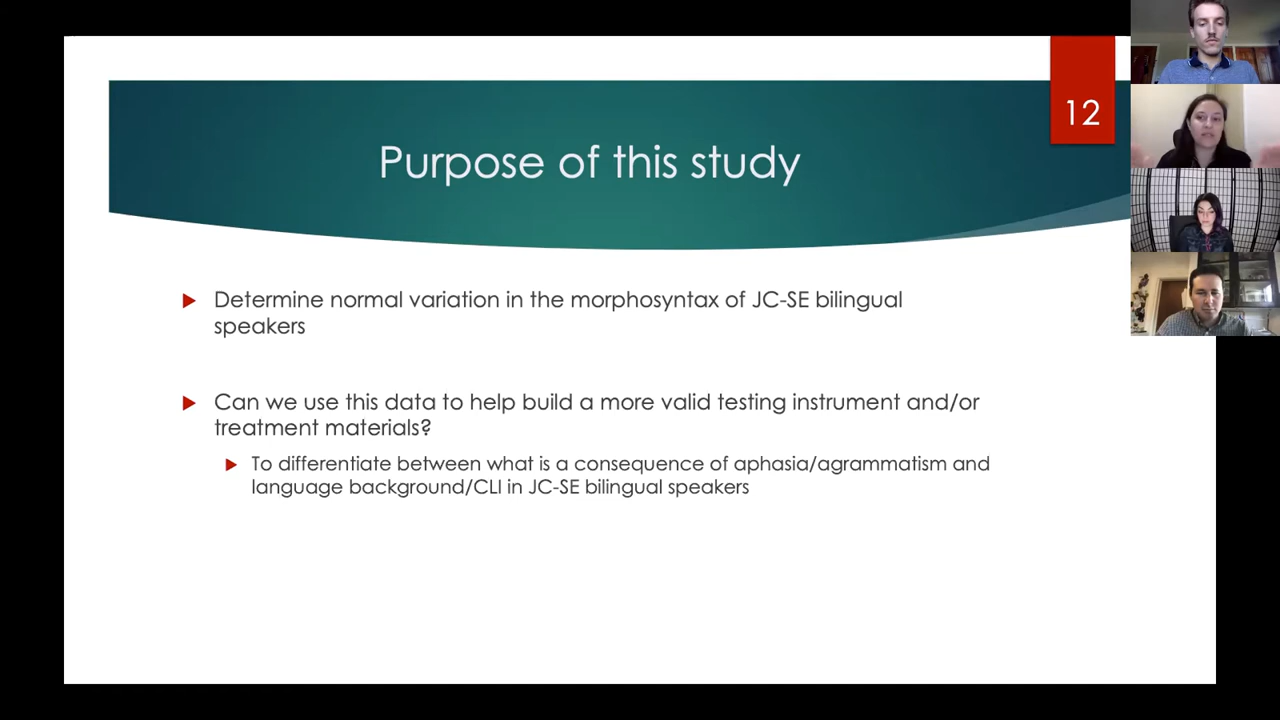 12
Purpose of this study
Determine normal variation in the morphosyntax of JC-SE bilingual
speakers
Can we use this data to help build a more valid testing instrument and/or
treatment materials?
To differentiate between what is a consequence of aphasia/agrammatism and
language background/CLI in JC-SE bilingual speakers